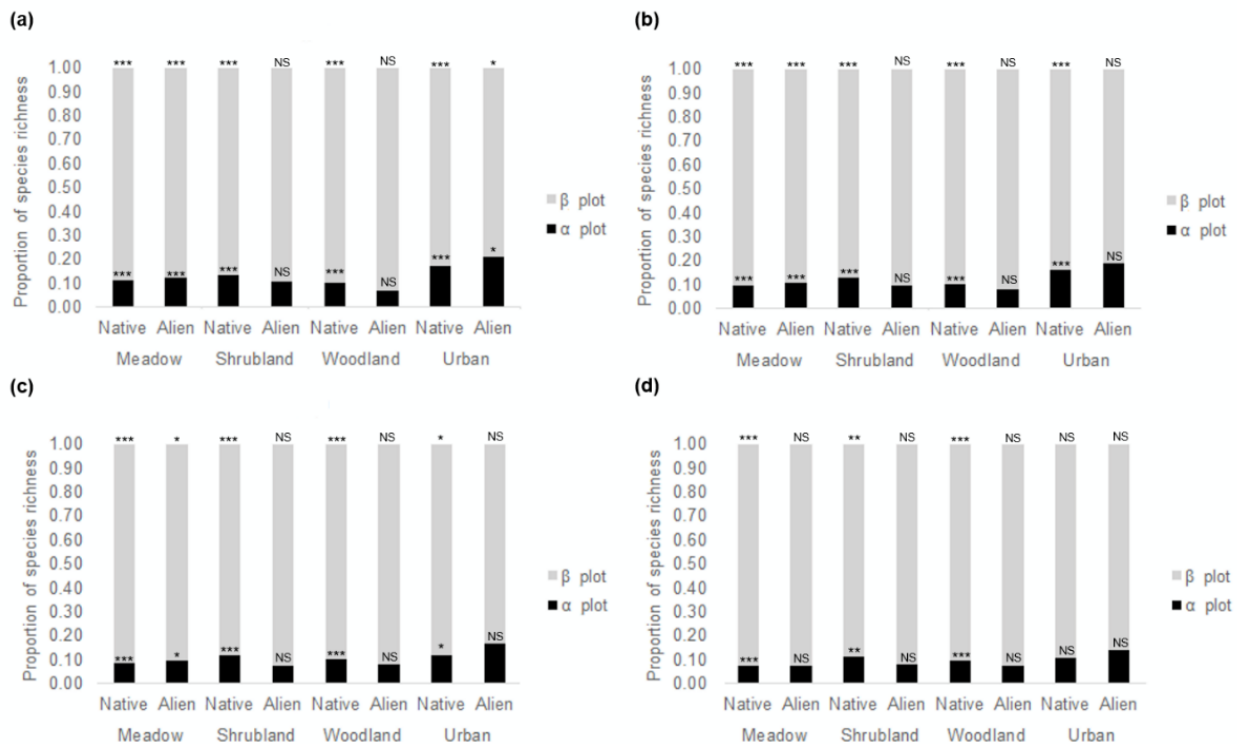 (a)
*** *** *** NS *** NS *** *
1.00
0.90
0.80
0.70
0.60
0.50
0.40
0.30
0.20
0.10
0.00
Proportion of species richness
*** *** *** NS *** NS *** *
Native Alien Native Alien Native Alien Native Alien
Meadow Shrubland Woodland Urban
β plot
α plot
(b)
*** *** *** NS *** NS *** NS
1.00
0.90
0.80
0.70
0.60
0.50
0.40
0.30
0.20
0.10
0.00
Proportion of species richness
*** *** *** NS *** NS *** NS
Native Alien Native Alien Native Alien Native Alien
Meadow Shrubland Woodland Urban
β plot
α plot
(c)
*** * *** NS *** NS * NS
1.00
0.90
0.80
0.70
0.60
0.50
0.40
0.30
0.20
0.10
0.00
Proportion of species richness
*** * *** NS *** NS * NS
Native Alien Native Alien Native Alien Native Alien
Meadow Shrubland Woodland Urban
β plot
α plot
(d)
*** NS ** NS *** NS NS NS
1.00
0.90
0.80
0.70
0.60
0.50
0.40
0.30
0.20
0.10
0.00
Proportion of species richness
*** NS ** NS *** NS NS NS
Native Alien Native Alien Native Alien Native Alien
Meadow Shrubland Woodland Urban
β plot
α plot